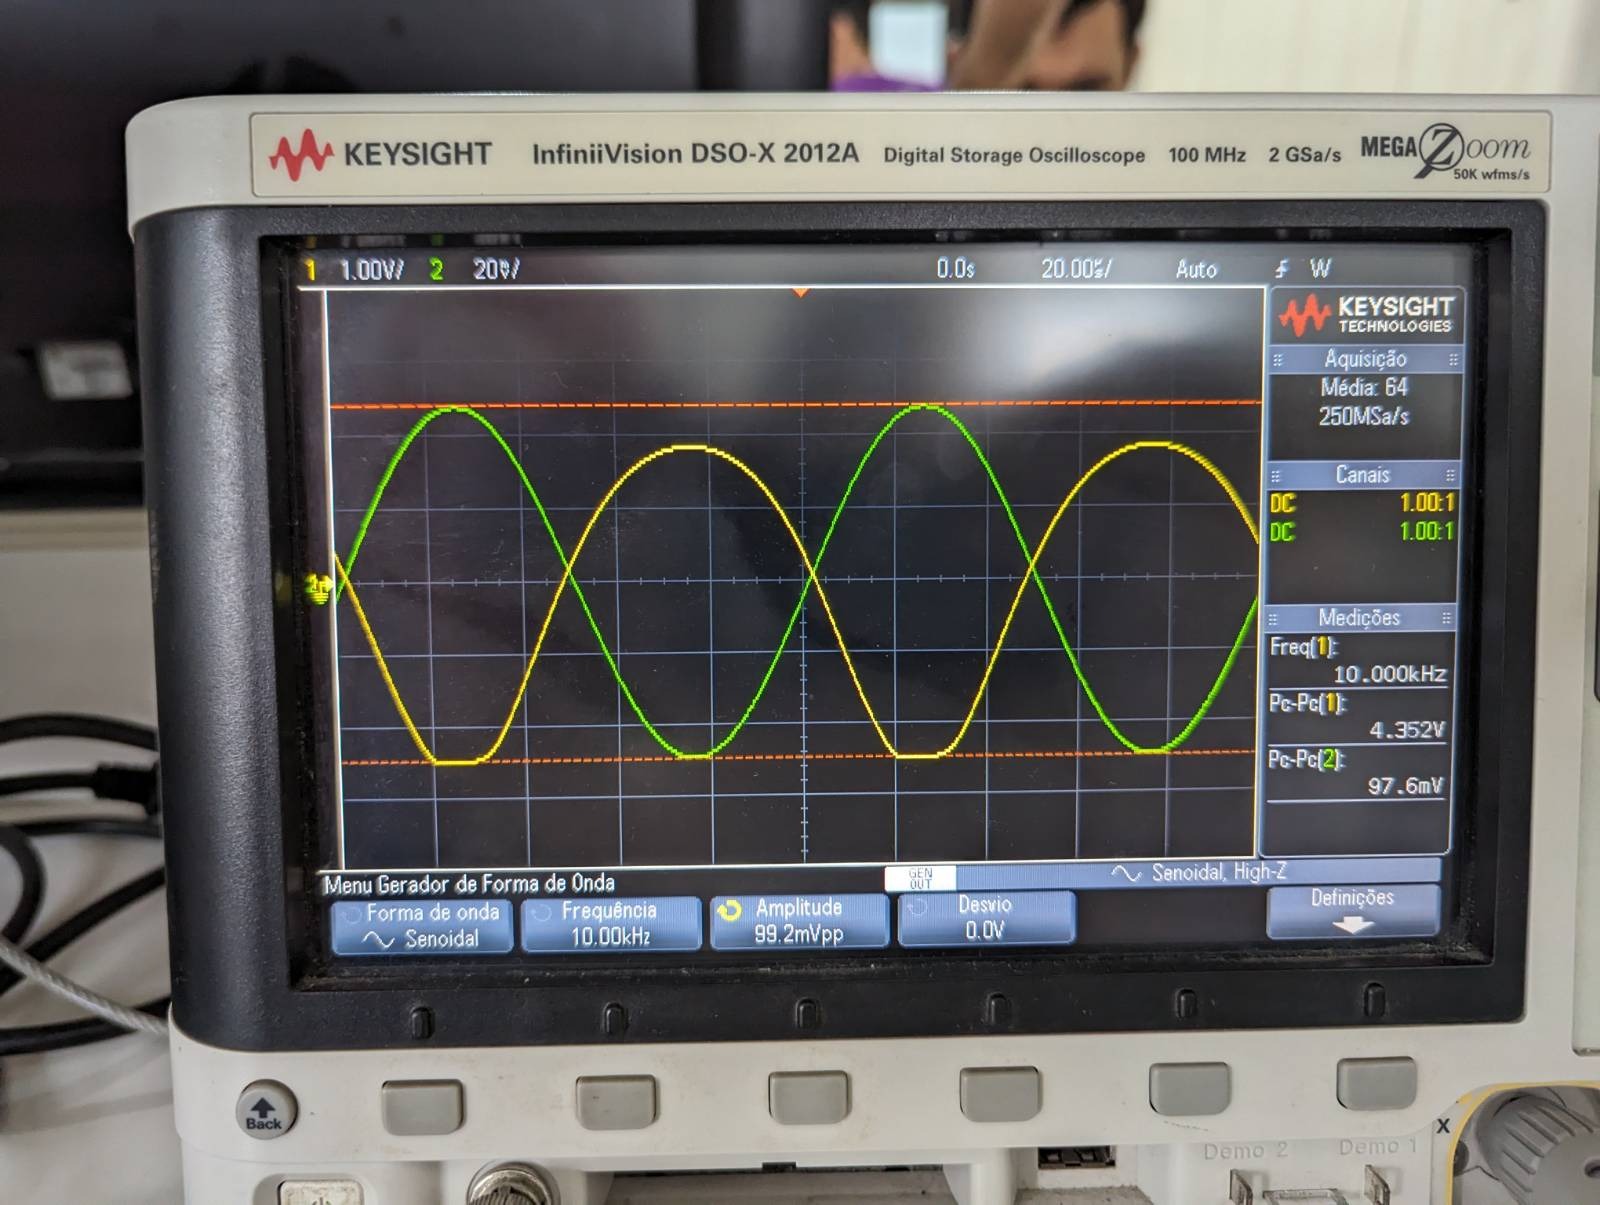 KEYSIGHT InfiniiVision DSO-X 2012A Digital Storage Oscilloscope 100 MHz 2 GSa/s MEGA Zoom
50K wfms/s
1 1.00V/ 2 20mV/ 0.0s 20.00us/ Auto W
KEYSIGHT
TECHNOLOGIES
Aquisição
Média: 64
250MSa/s
Canais
DC 1.00:1
DC 1.00:1
Medições
Freq(1):
10.000kHz
Pc-Pc(1):
4.352V
Pc-Pc(2):
97.6mV
Menu Gerador de Forma de Onda
GEN
OUT
Senoidal, High-Z
Forma de onda
Senoidal
Frequência
10.00kHz
Amplitude
99.2mVpp
Desvio
0.0V
Definições
Back
X
Demo 2 Demo 1